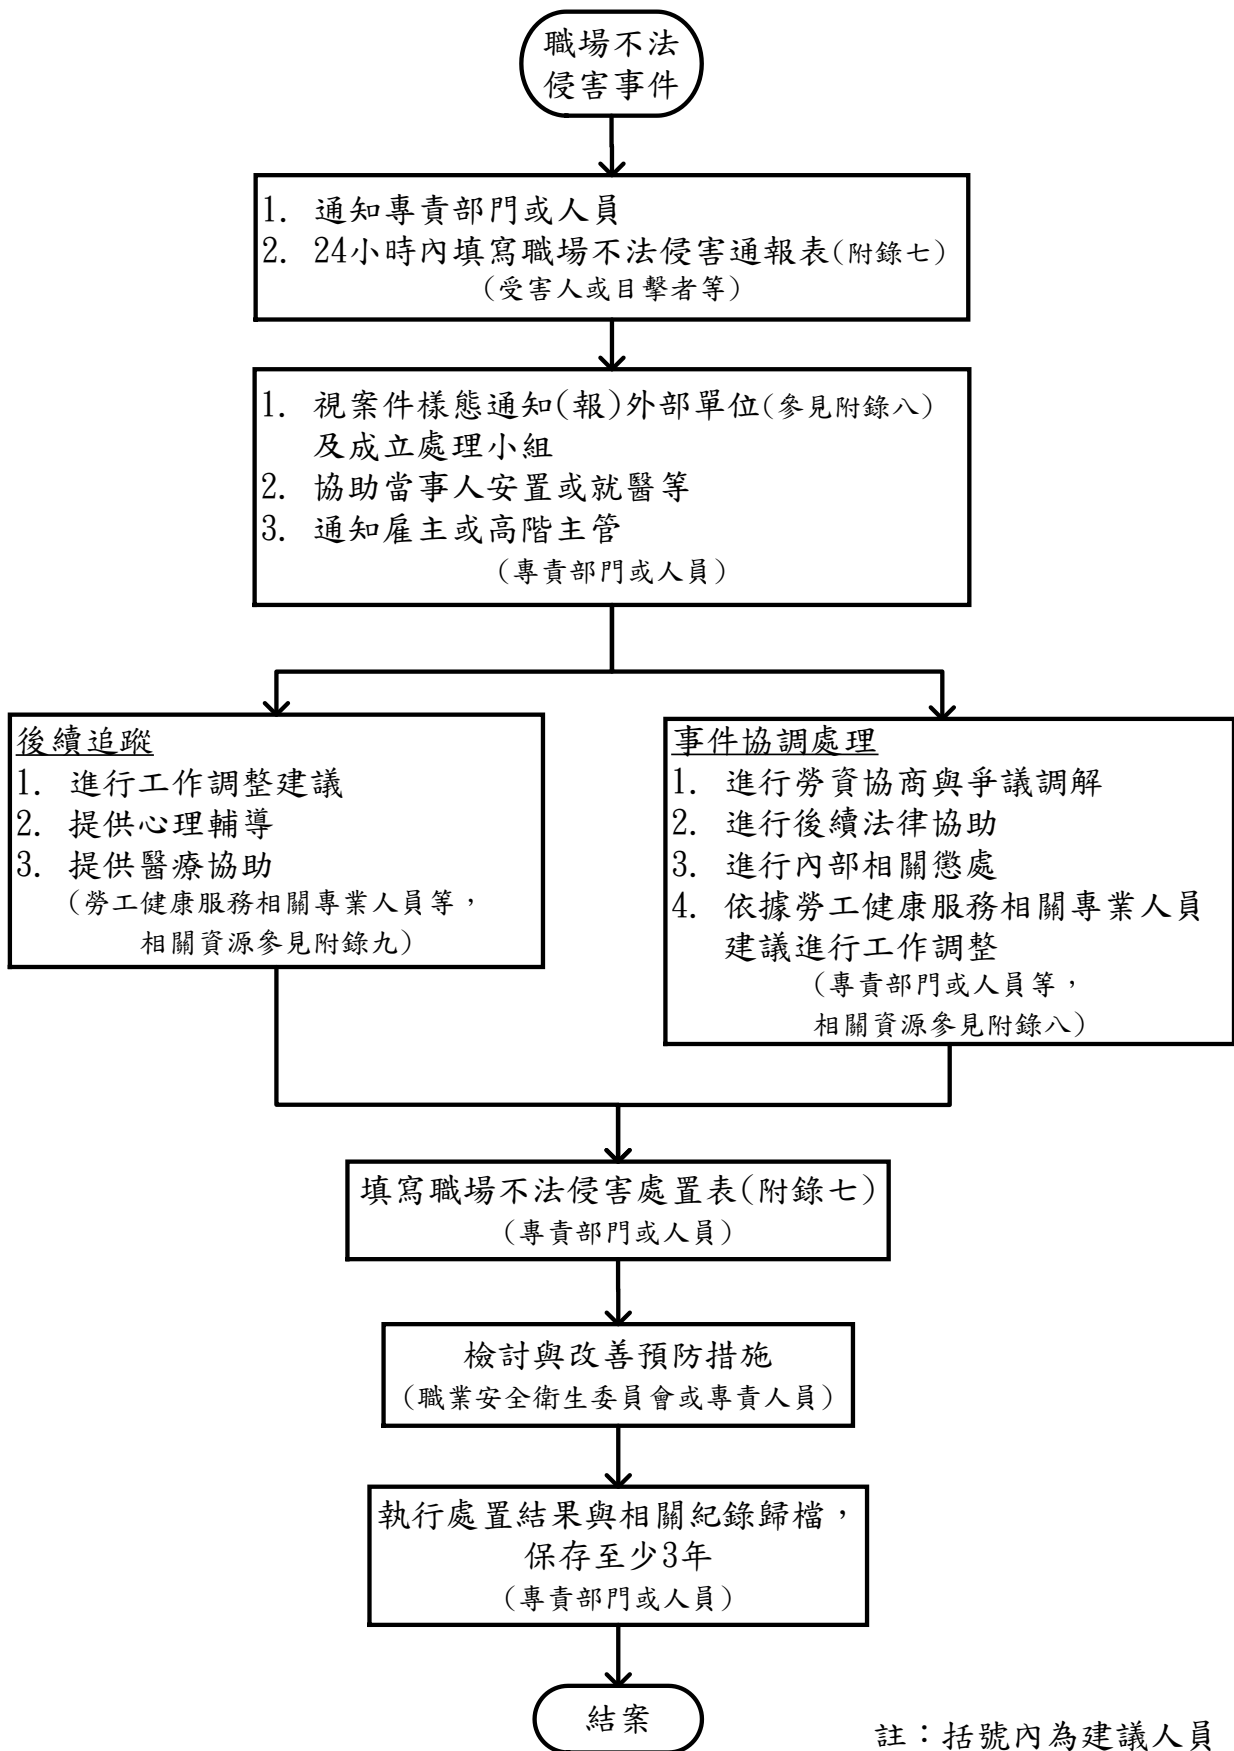 職場不法
侵害事件
1. 通知專責部門或人員
2. 24小時內填寫職場不法侵害通報表(附錄七)
(受害人或目擊者等)
1. 視案件樣態通知(報)外部單位(參見附錄八)
及成立處理小組
2. 協助當事人安置或就醫等
3. 通知雇主或高階主管
(專責部門或人員)
後續追蹤
1. 進行工作調整建議
2. 提供心理輔導
3. 提供醫療協助
(勞工健康服務相關專業人員等，
相關資源參見附錄九)
事件協調處理
1. 進行勞資協商與爭議調解
2. 進行後續法律協助
3. 進行內部相關懲處
4. 依據勞工健康服務相關專業人員
建議進行工作調整
(專責部門或人員等，
相關資源參見附錄八)
填寫職場不法侵害處置表(附錄七)
(專責部門或人員)
檢討與改善預防措施
(職業安全衛生委員會或專責人員)
執行處置結果與相關紀錄歸檔，
保存至少3年
(專責部門或人員)
結案
註：括號內為建議人員